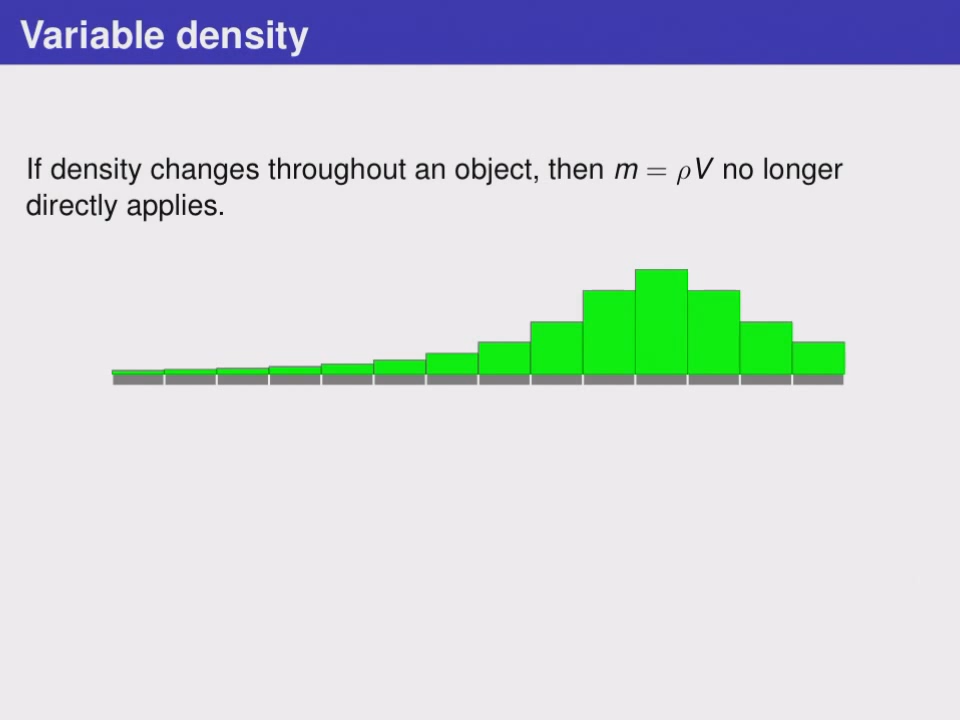 Variable density
If density changes throughout an object, then m = ρV no longer
directly applies.